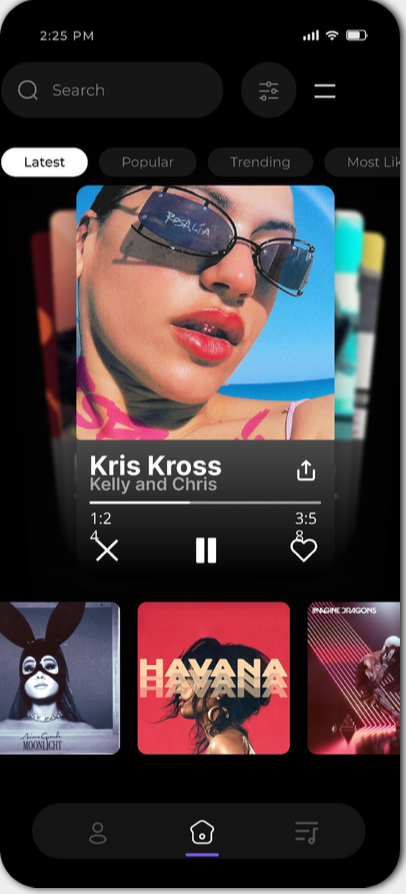 2:25 PM
Search
Latest
Popular
Trending
Most Lik
ROSALÍA
Kris Kross
Kelly and Chris
1:2
4
3:5
8
HAVANA
HAVANA
IMAGINE DRAGONS
Ariana Grande
MOONLIGHT